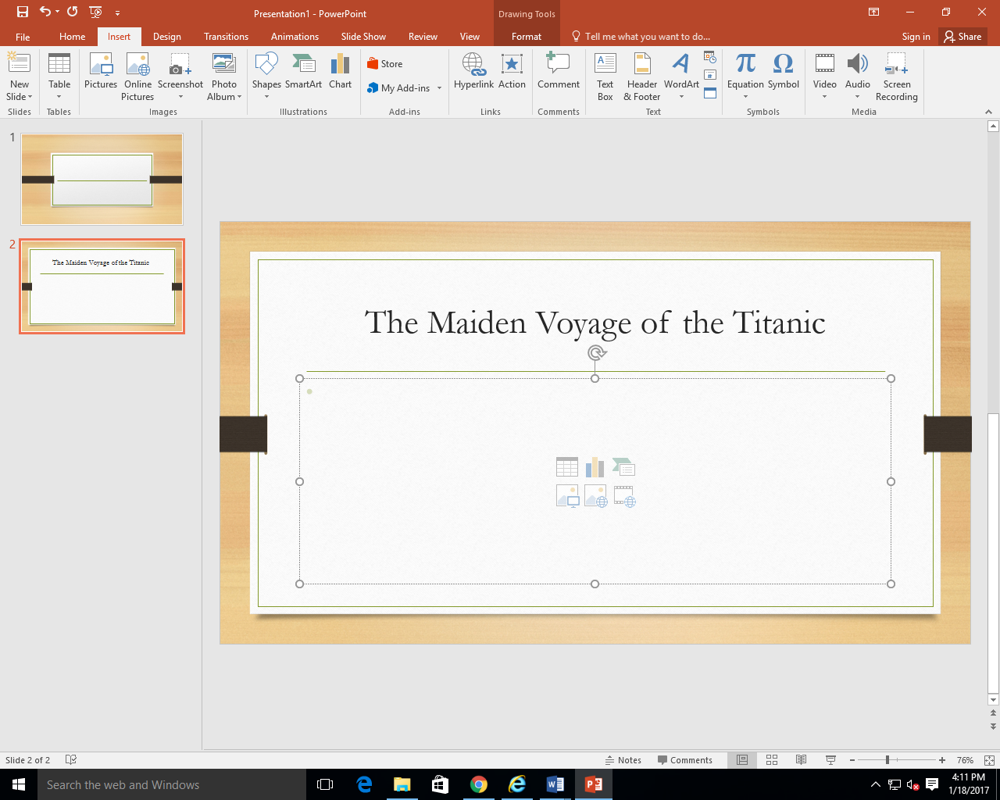 Presentation1 - PowerPoint
Drawing Tools
File Home Insert Design Transitions Animations Slide Show Review View Format Tell me what you want to do... Sign in Share
New Slide
Table
Pictures
Online Pictures
Screenshot
Photo Album
Shapes
SmartArt
Chart
Store
My Add-ins
Hyperlink
Action
Comment
Text Box
Header & Footer
WordArt
Equation
Symbol
Video
Audio
Screen Recording
Slides Tables Images Illustrations Add-ins Links Comments Text Symbols Media
1
2
The Maiden Voyage of the Titanic
The Maiden Voyage of the Titanic
Slide 2 of 2 Notes Comments 76%
Search the web and Windows
4:11 PM
1/18/2017